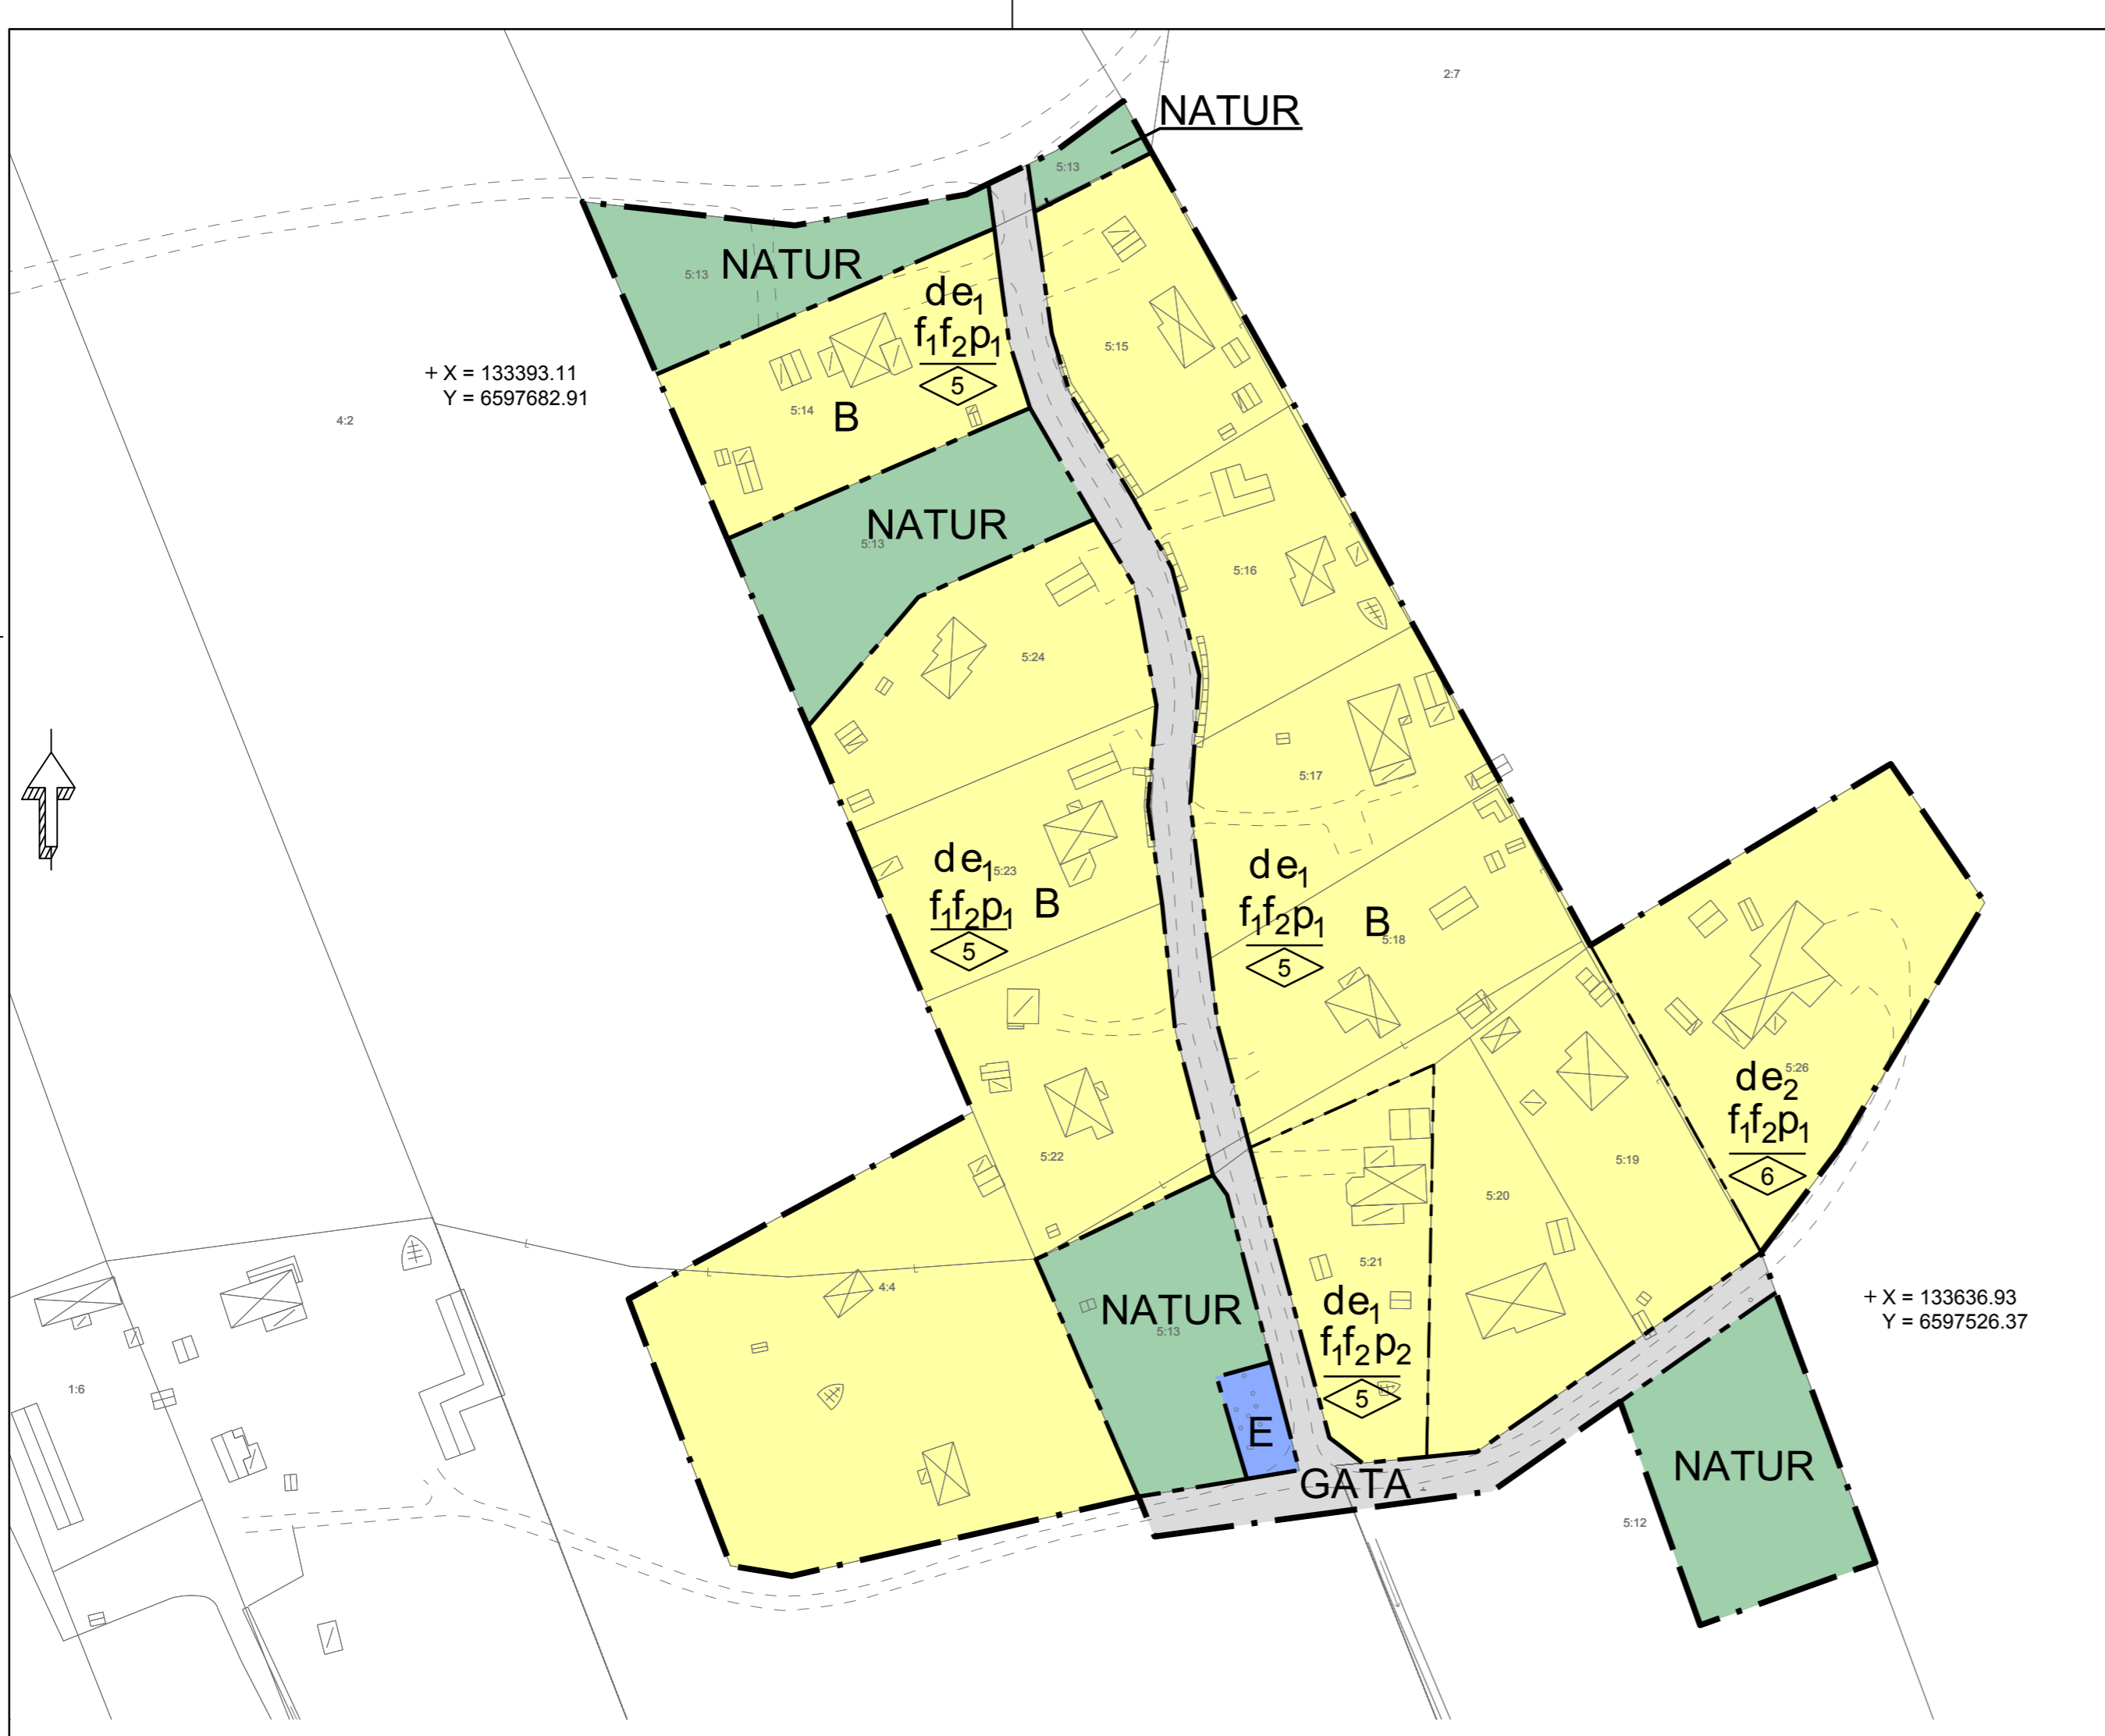 2:7
NATUR
5:13
NATUR
5:13
de1
f1f2p1
5
5:15
+ X = 133393.11
Y = 6597682.91
4:2
5:14
B
NATUR
5:13
5:16
5:24
5:17
de1
5:23
f1f2p1
B
5
de1
f1f2p1
B
5:18
5
de2
5:26
f1f2p1
6
5:22
5:19
5:20
5:21
4:4
NATUR
5:13
de1
f1f2p2
5
+ X = 133636.93
Y = 6597526.37
1:6
E
GATA
NATUR
5:12